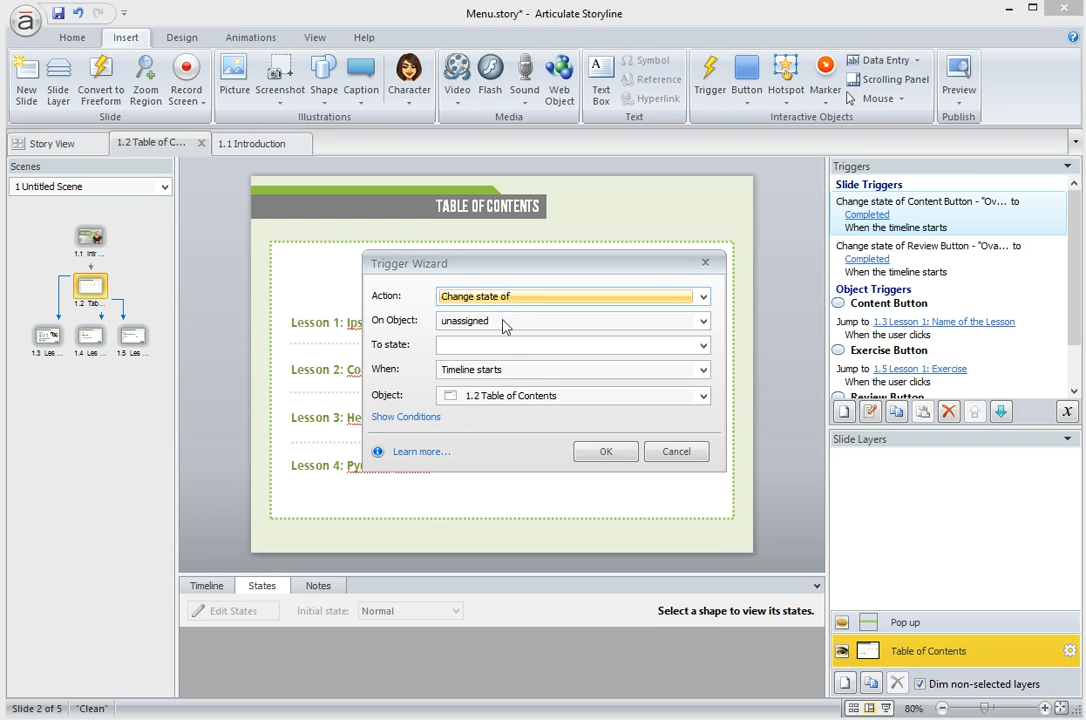 Menu.story* - Articulate Storyline
Home
Insert
Design
Animations
View
Help
New Slide
Slide Layer
Convert to Freeform
Zoom Region
Record Screen
Slide
Picture
Screenshot
Shape
Caption
Character
Illustrations
Video
Flash
Sound
Web Object
Media
Text Box
Symbol
Reference
Hyperlink
Text
Trigger
Button
Hotspot
Marker
Data Entry
Scrolling Panel
Mouse
Interactive Objects
Preview
Publish
Story View
1.2 Table of C...
1.1 Introduction
Scenes
1 Untitled Scene
1.1 Intr ...
1.2 Tab...
1.3 Les ...
1.4 Les...
1.5 Les...
TABLE OF CONTENTS
Lesson 1: Ips
Lesson 2: Co
Lesson 3: He
Lesson 4: Py
Trigger Wizard
Action: Change state of
On Object: unassigned
To state:
When: Timeline starts
Object: 1.2 Table of Contents
Show Conditions
Learn more...
OK
Cancel
Timeline
States
Notes
Edit States
Initial state: Normal
Select a shape to view its states.
Triggers
Slide Triggers
Change state of Content Button - "Ov... to
Completed
When the timeline starts
Change state of Review Button - "Ova... to
Completed
When the timeline starts
Object Triggers
Content Button
Jump to 1.3 Lesson 1: Name of the Lesson
When the user clicks
Exercise Button
Jump to 1.5 Lesson 1: Exercise
When the user clicks
Review Button
x
Slide Layers
Pop up
Table of Contents
Dim non-selected layers
Slide 2 of 5
"Clean"
80%